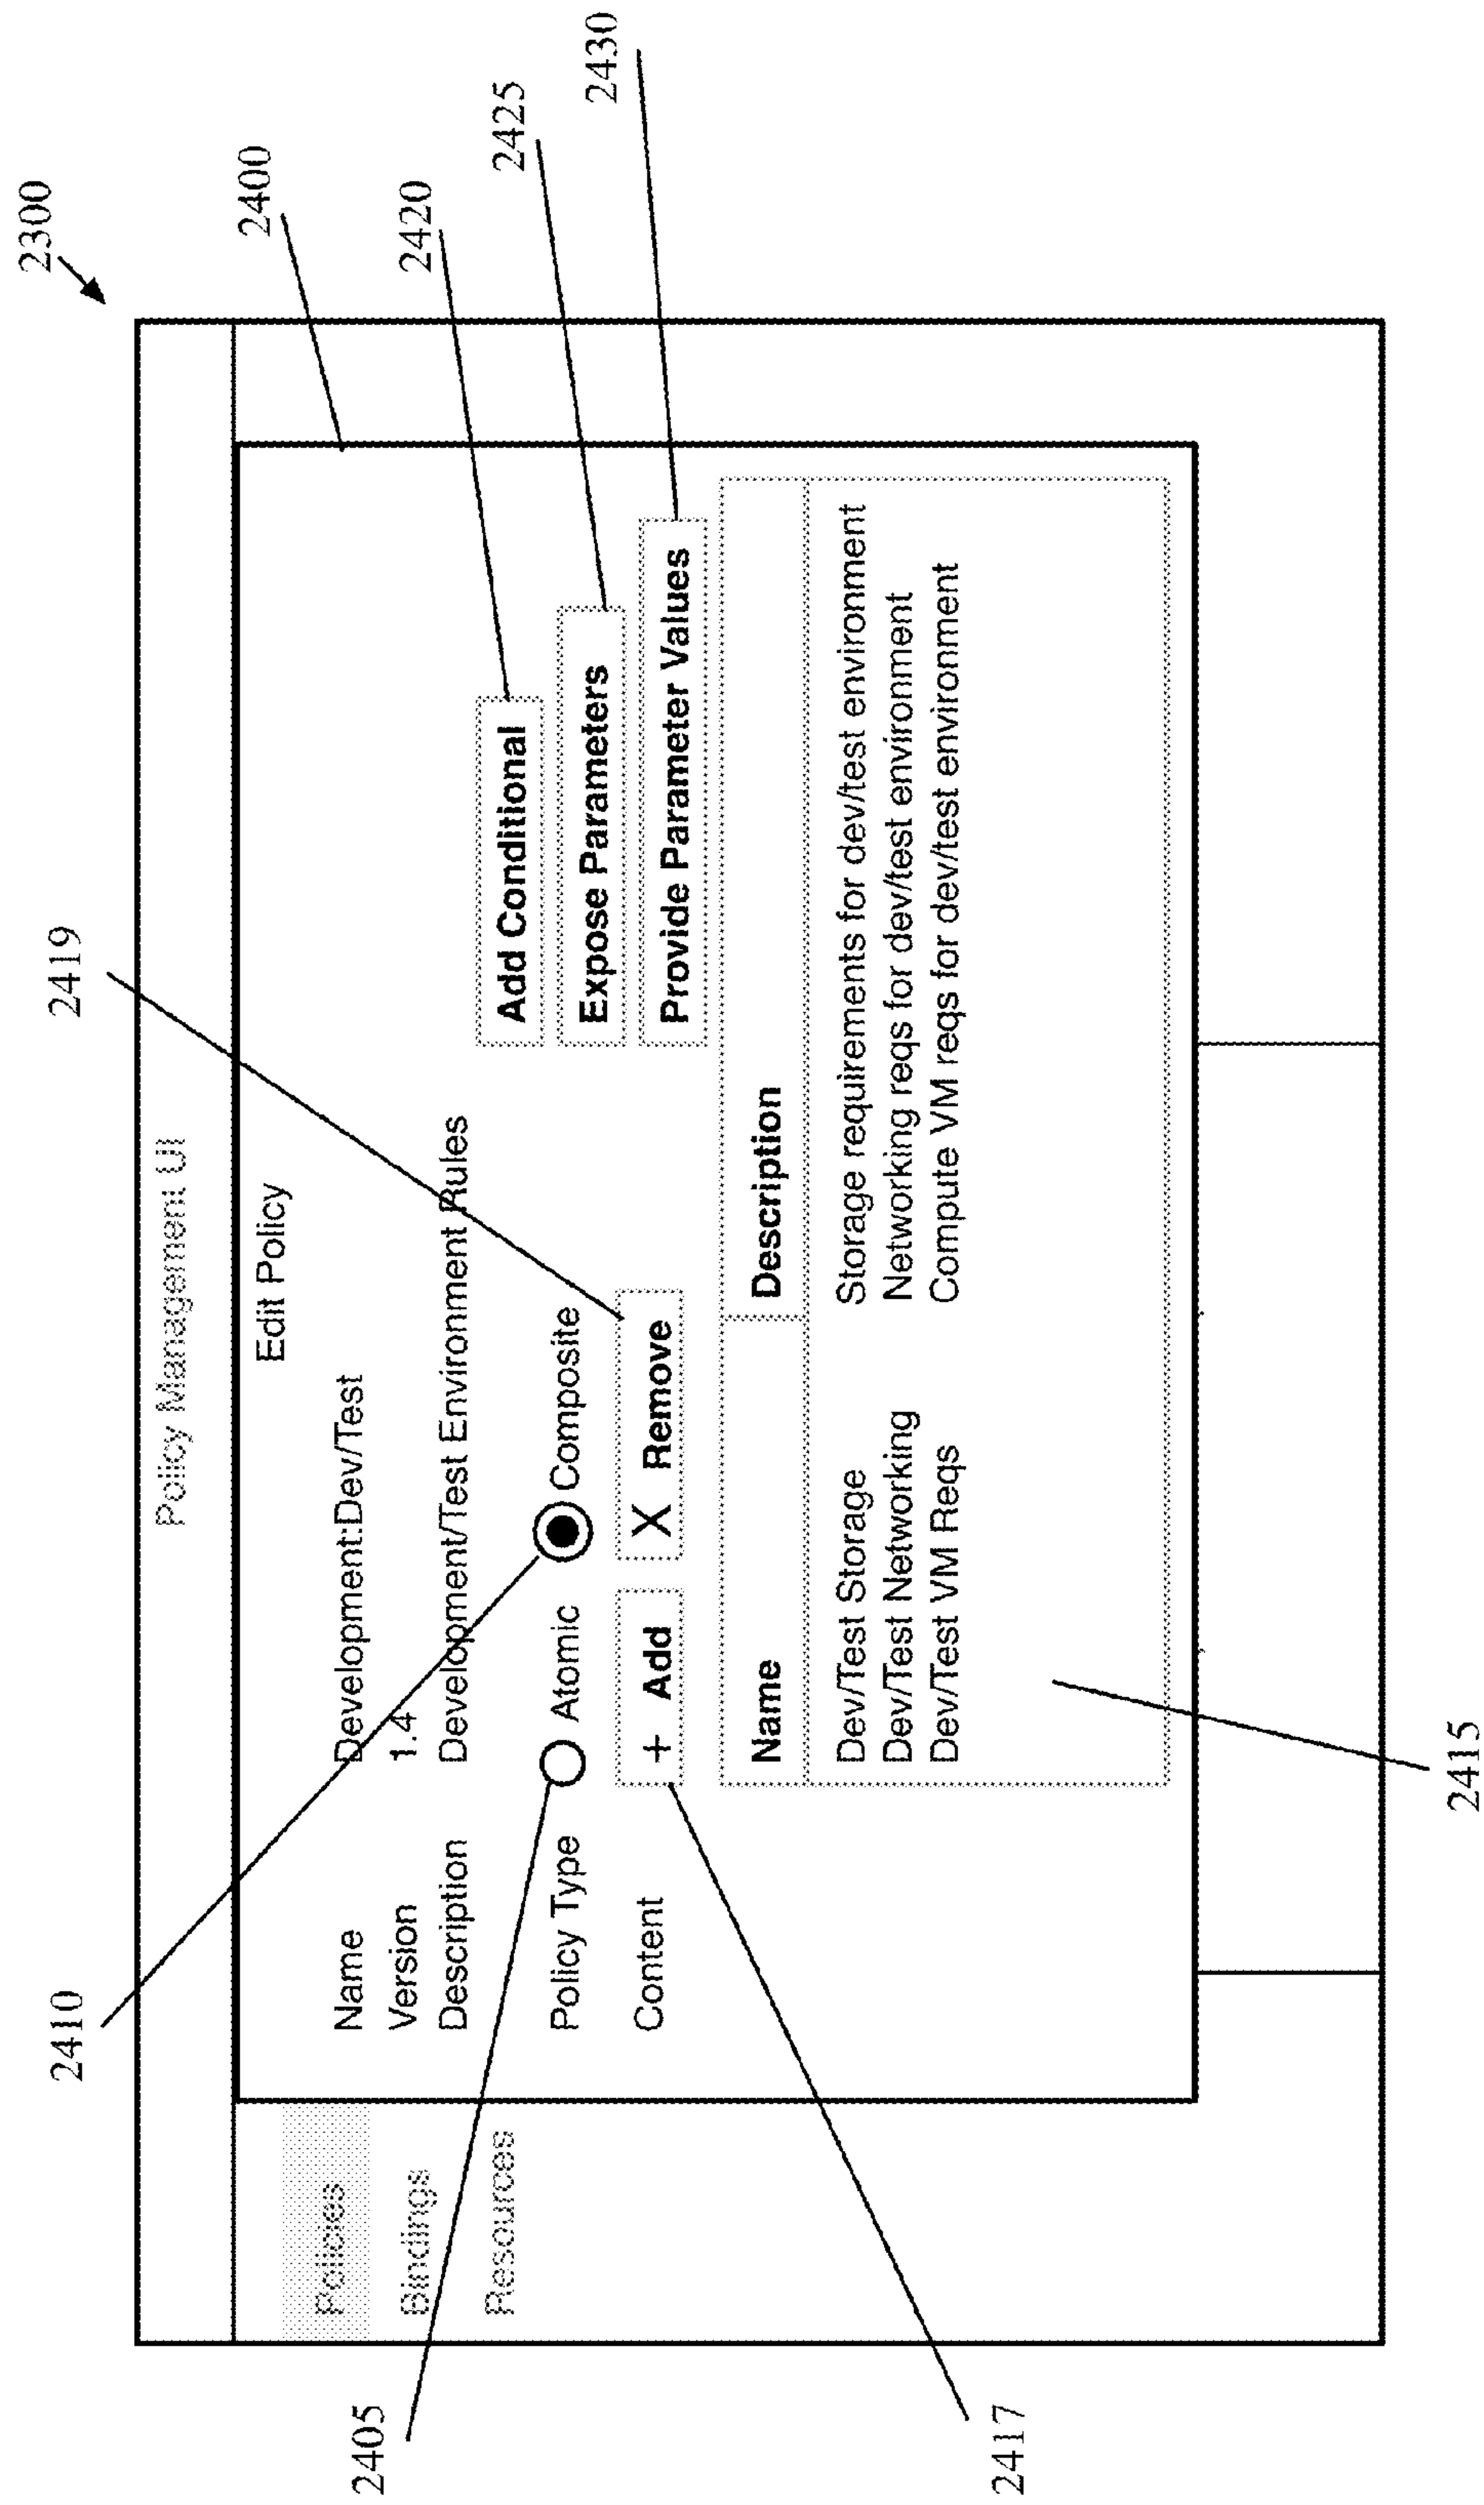 2300
2419
2410
2400
2420
2425
2430
2405
2417
2415
Policy Management UI
Policies
Bindings
Resources
Edit Policy
Name Development:Dev/Test
Version 1.4
Description Development/Test Environment Rules
Policy Type Atomic Composite
Add Conditional
Expose Parameters
Provide Parameter Values
Content + Add X Remove
Name Description
Dev/Test Storage Storage requirements for dev/test environment
Dev/Test Networking Networking reqs for dev/test environment
Dev/Test VM Reqs Compute VM reqs for dev/test environment